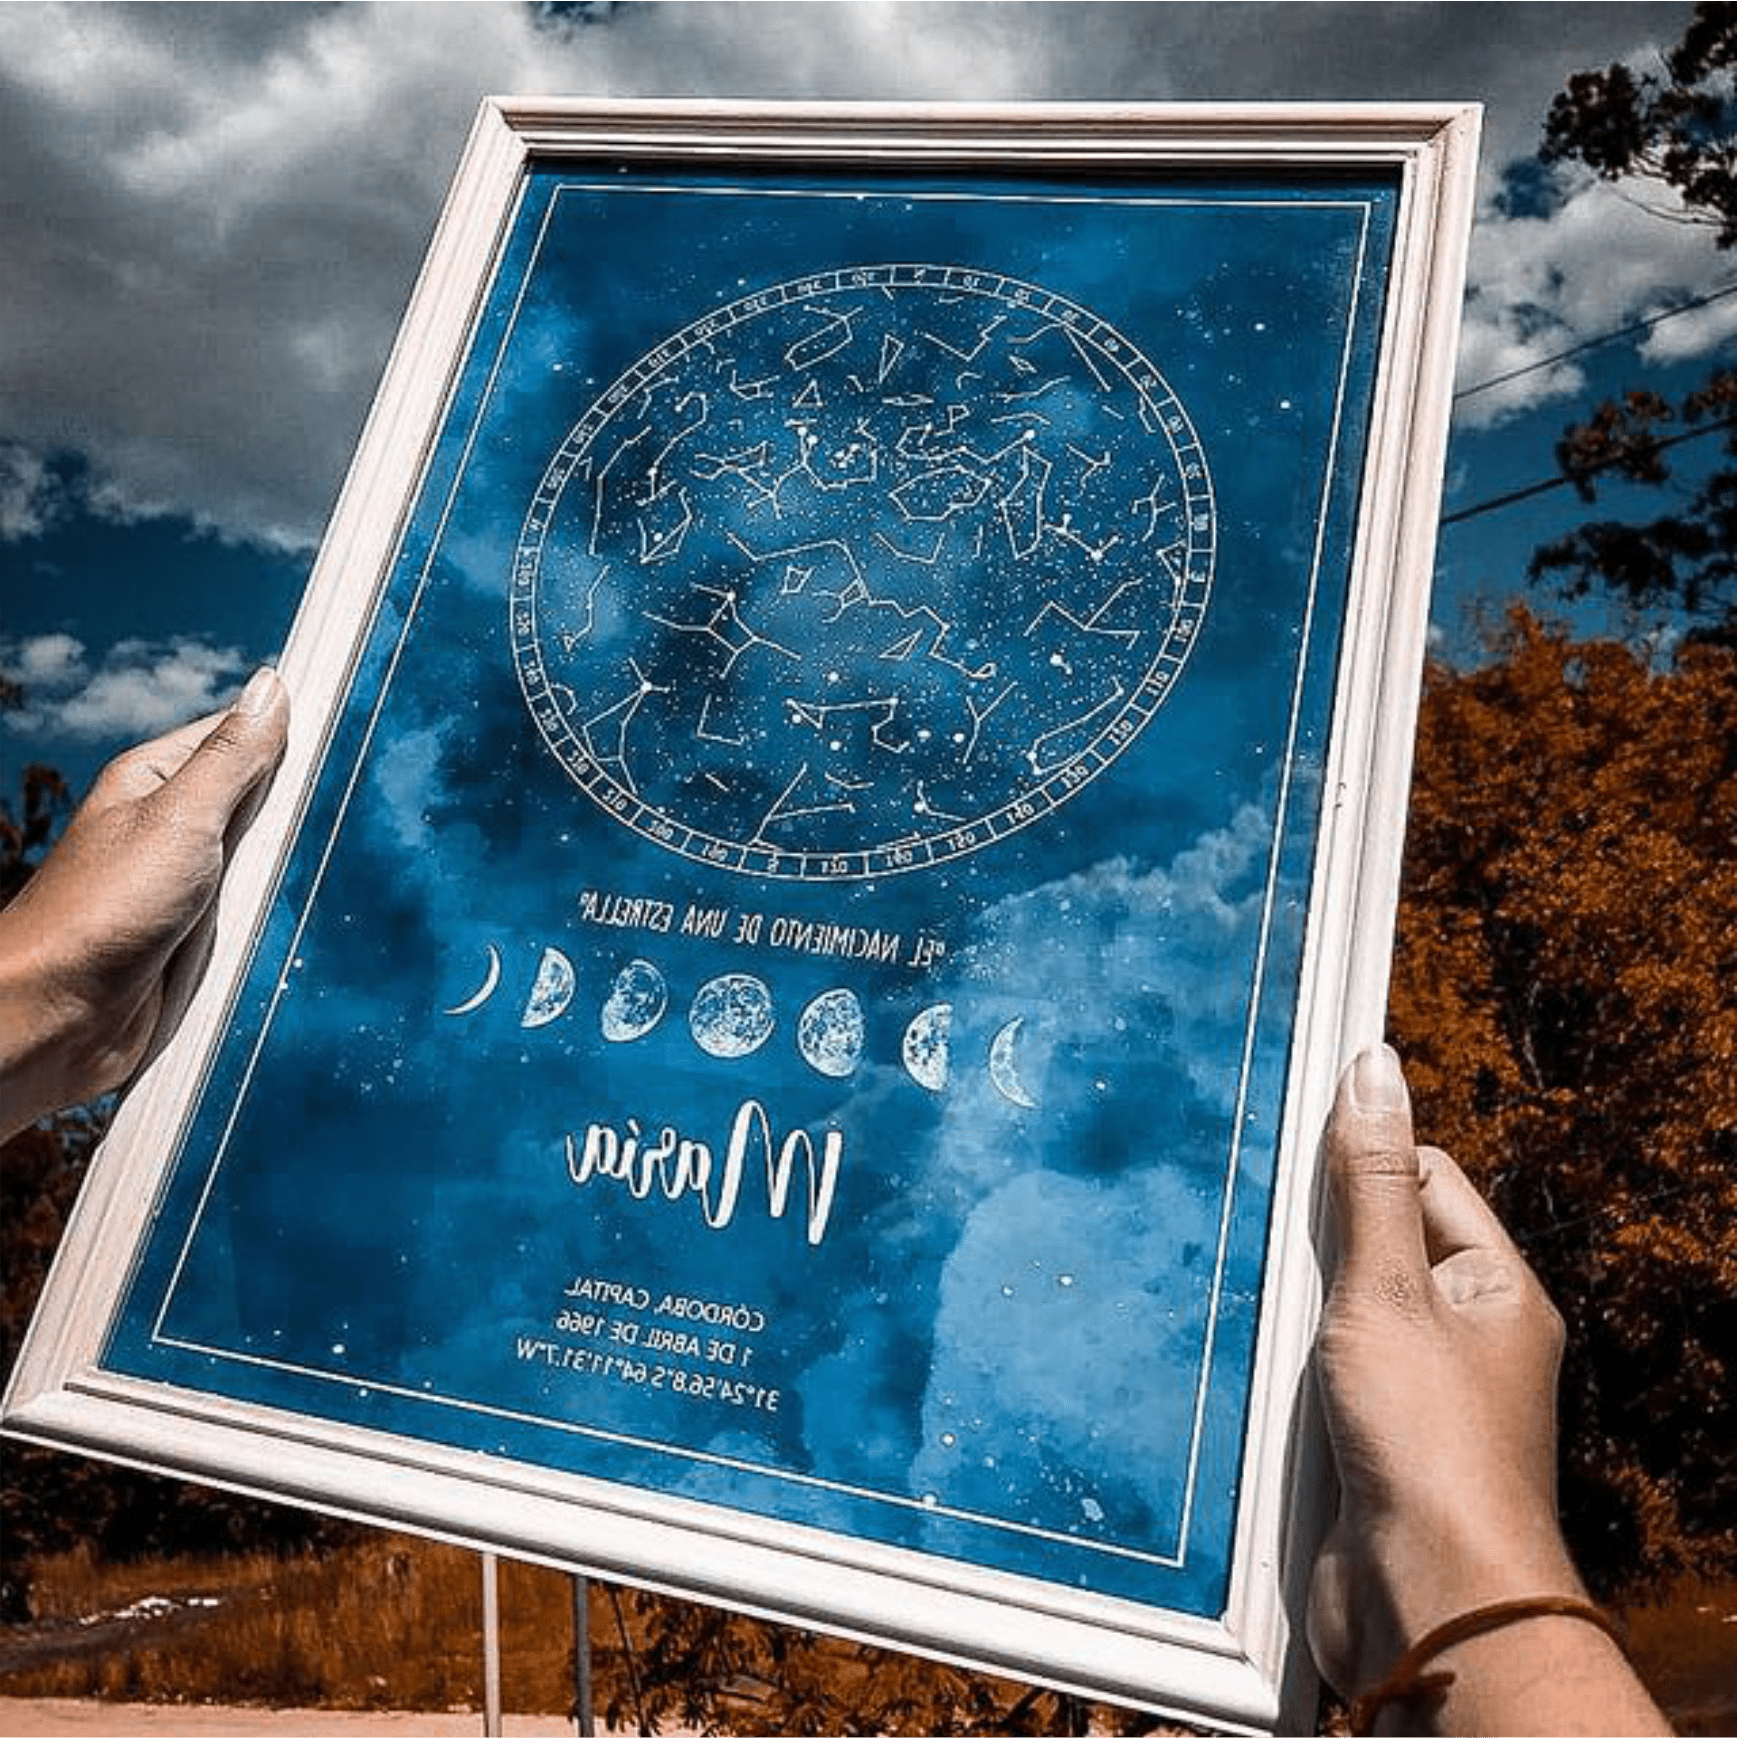 "EL NACIMIENTO DE UNA ESTRELLA"
Maria
CÓRDOBA, CAPITAL
1 DE ABRIL DE 1966
31°24'56.8"S 64°11'31.7"W